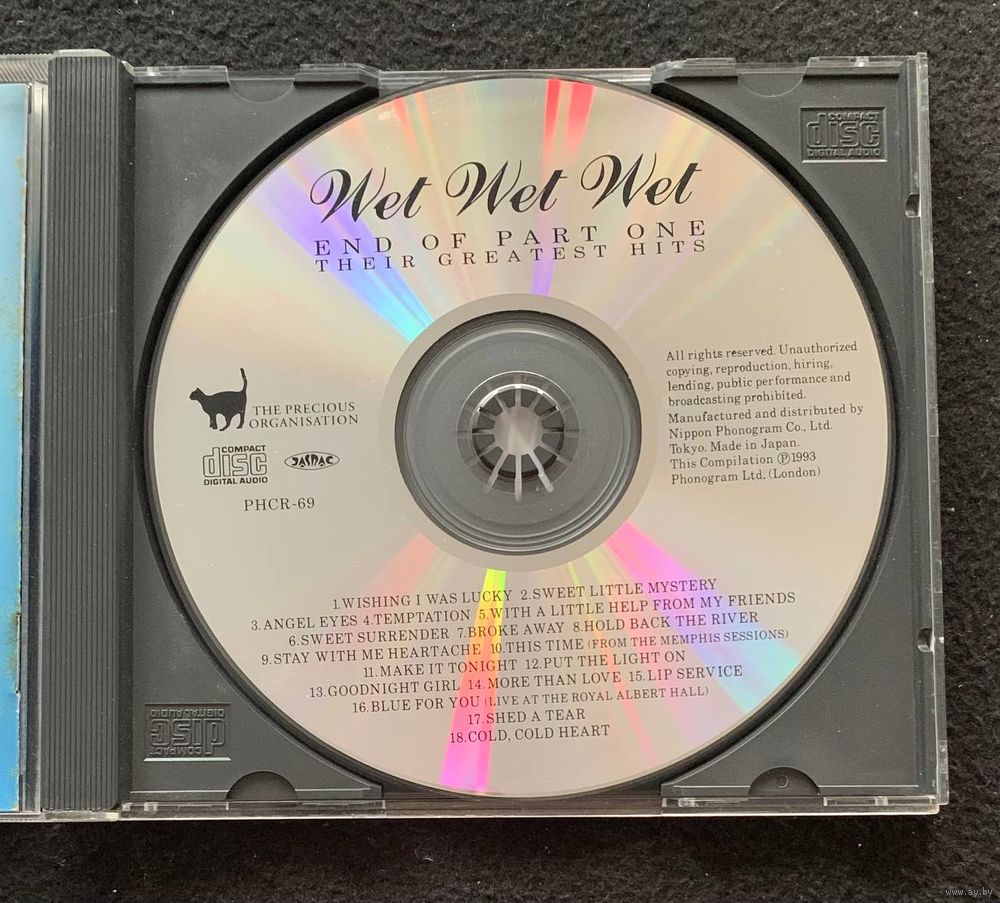 COMPACT
disc
DIGITAL AUDIO
Wet Wet Wet
END OF PART ONE
THEIR GREATEST HITS
All rights reserved. Unauthorized
copying, reproduction, hiring,
lending, public performance and
broadcasting prohibited.
Manufactured and distributed by
Nippon Phonogram Co., Ltd.
Tokyo. Made in Japan.
This Compilation Ⓟ1993
Phonogram Ltd. (London)
THE PRECIOUS
ORGANISATION
COMPACT
disc
DIGITAL AUDIO
JASRAC
PHCR-69
1.WISHING I WAS LUCKY 2.SWEET LITTLE MYSTERY
3.ANGEL EYES 4.TEMPTATION 5.WITH A LITTLE HELP FROM MY FRIENDS
6.SWEET SURRENDER 7.BROKE AWAY 8.HOLD BACK THE RIVER
9.STAY WITH ME HEARTACHE 10.THIS TIME (FROM THE MEMPHIS SESSIONS)
11.MAKE IT TONIGHT 12.PUT THE LIGHT ON
13.GOODNIGHT GIRL 14.MORE THAN LOVE 15.LIP SERVICE
16.BLUE FOR YOU (LIVE AT THE ROYAL ALBERT HALL)
17.SHED A TEAR
18.COLD, COLD HEART
COMPACT
disc
DIGITAL AUDIO
www.ay.by